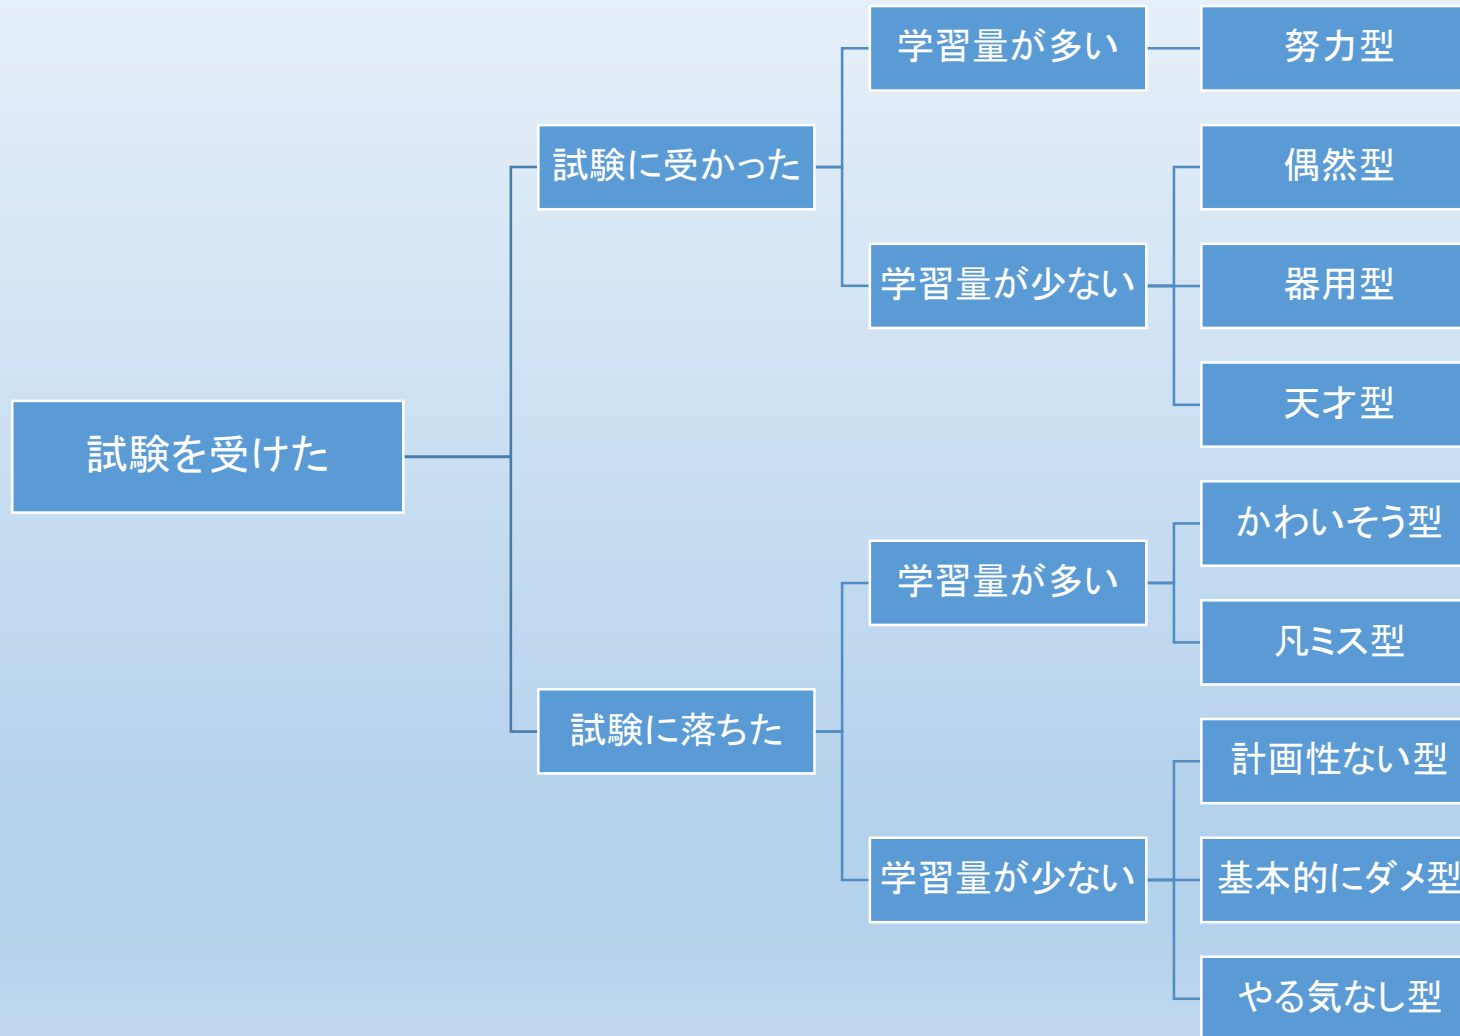 試験を受けた
試験に受かった
学習量が多い
努力型
学習量が少ない
偶然型
器用型
天才型
試験に落ちた
学習量が多い
かわいそう型
凡ミス型
学習量が少ない
計画性ない型
基本的にダメ型
やる気なし型